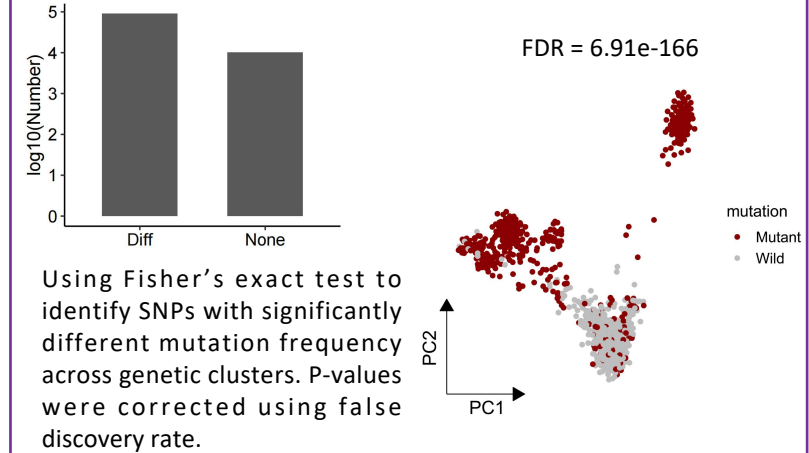 5
4
3
2
1
0
log10(Number)
Diff
None
Using Fisher’s exact test to
identify SNPs with significantly
different mutation frequency
across genetic clusters. P-values
were corrected using false
discovery rate.
FDR = 6.91e-166
mutation
Mutant
Wild
PC2
PC1